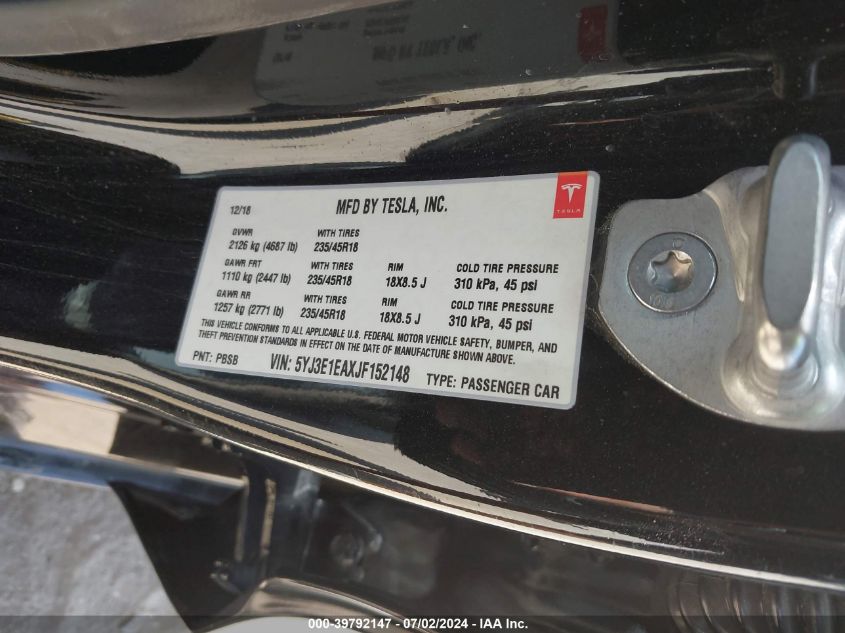 12/18 MFD BY TESLA, INC.
TESLA
GVWR WITH TIRES
2126 kg (4687 lb) 235/45R18
GAWR FRT WITH TIRES RIM COLD TIRE PRESSURE
1110 kg (2447 lb) 235/45R18 18X8.5 J 310 kPa, 45 psi
GAWR RR WITH TIRES RIM COLD TIRE PRESSURE
1257 kg (2771 lb) 235/45R18 18X8.5 J 310 kPa, 45 psi
THIS VEHICLE CONFORMS TO ALL APPLICABLE U.S. FEDERAL MOTOR VEHICLE SAFETY, BUMPER, AND
THEFT PREVENTION STANDARDS IN EFFECT ON THE DATE OF MANUFACTURE SHOWN ABOVE.
PNT: PBSB VIN: 5YJ3E1EAXJF152148 TYPE: PASSENGER CAR
000-39792147 - 07/02/2024 - IAA Inc.